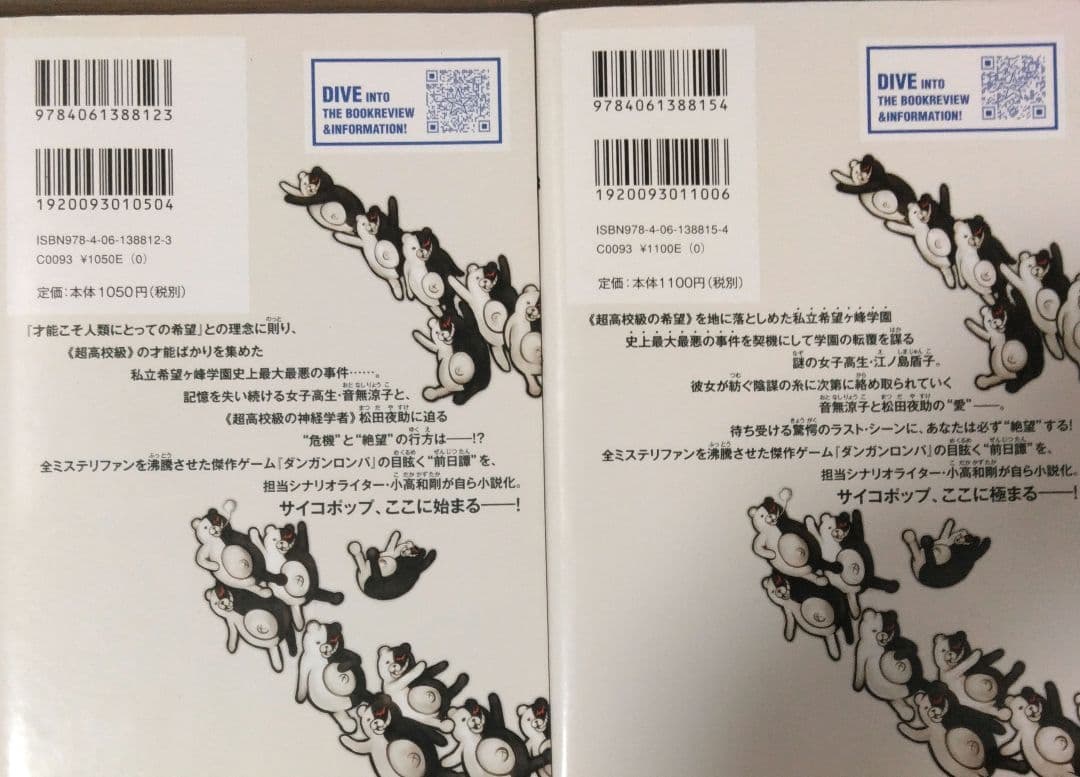 9784061388123
1920093010504
ISBN978-4-06-138812-3
C0093 ¥1050E (0)
定価:本体1050円(税別)
DIVE INTO
THE BOOKREVIEW
&INFORMATION!
『才能こそ人類にとっての希望』との理念に則り、
《超高校級》の才能ばかりを集めた
私立希望ヶ峰学園史上最大最悪の事件……。
記憶を失い続ける女子高生・音無涼子と、
《超高校級の神経学者》松田夜助に迫る
“危機”と“絶望”の行方は――!?
全ミステリファンを沸騰させた傑作ゲーム『ダンガンロンパ』の目眩く“前日譚”を、
担当シナリオライター・小高和剛が自ら小説化。
サイコポップ、ここに始まる――!
9784061388154
1920093011006
ISBN978-4-06-138815-4
C0093 ¥1100E (0)
定価:本体1100円(税別)
DIVE INTO
THE BOOKREVIEW
&INFORMATION!
《超高校級の希望》を地に落としめた私立希望ヶ峰学園
史上最大最悪の事件を契機にして学園の転覆を謀る
謎の女子高生・江ノ島盾子。
彼女が紡ぐ陰謀の糸に次第に絡め取られていく
音無涼子と松田夜助の“愛”――。
待ち受ける驚愕のラスト・シーンに、あなたは必ず“絶望”する!
全ミステリファンを沸騰させた傑作ゲーム『ダンガンロンパ』の目眩く“前日譚”を、
担当シナリオライター・小高和剛が自ら小説化。
サイコポップ、ここに極まる――!